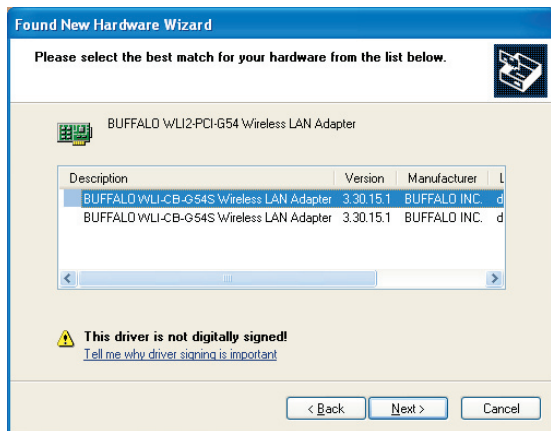 Found New Hardware Wizard
Please select the best match for your hardware from the list below.
BUFFALO WLI2-PCI-G54 Wireless LAN Adapter
Description Version Manufacturer L
BUFFALO WLI-CB-G54S Wireless LAN Adapter 3.30.15.1 BUFFALO INC. d
BUFFALO WLI-CB-G54S Wireless LAN Adapter 3.30.15.1 BUFFALO INC. d
This driver is not digitally signed!
Tell me why driver signing is important
< Back Next > Cancel